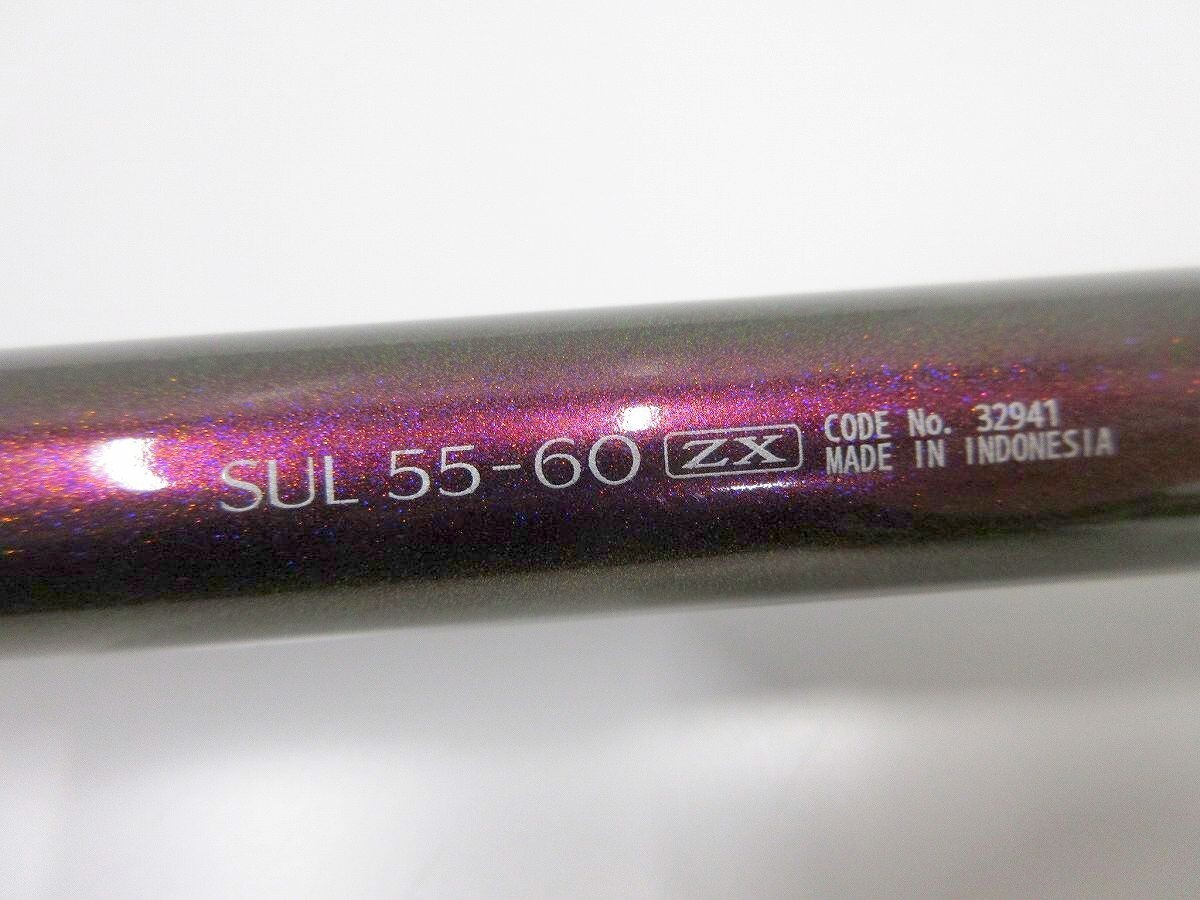 SUL 55-60 ZX
CODE No. 32941
MADE IN INDONESIA